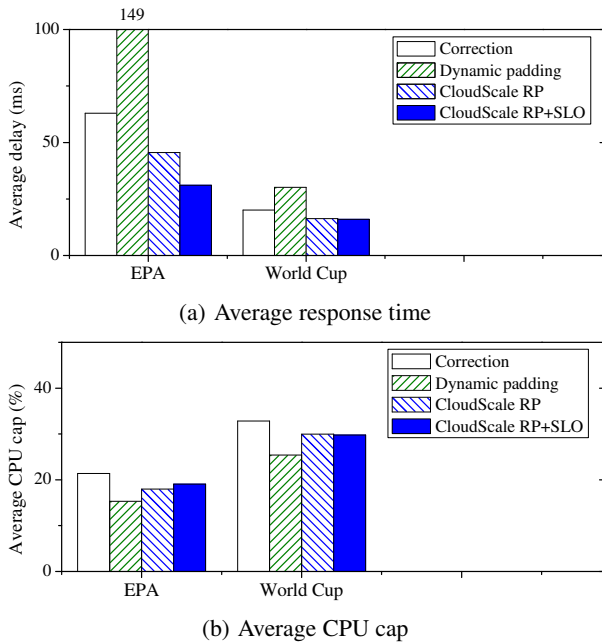 149
100
50
0
Average delay (ms)
Correction
Dynamic padding
CloudScale RP
CloudScale RP+SLO
EPA World Cup
(a) Average response time
40
20
0
Average CPU cap (%)
Correction
Dynamic padding
CloudScale RP
CloudScale RP+SLO
EPA World Cup
(b) Average CPU cap